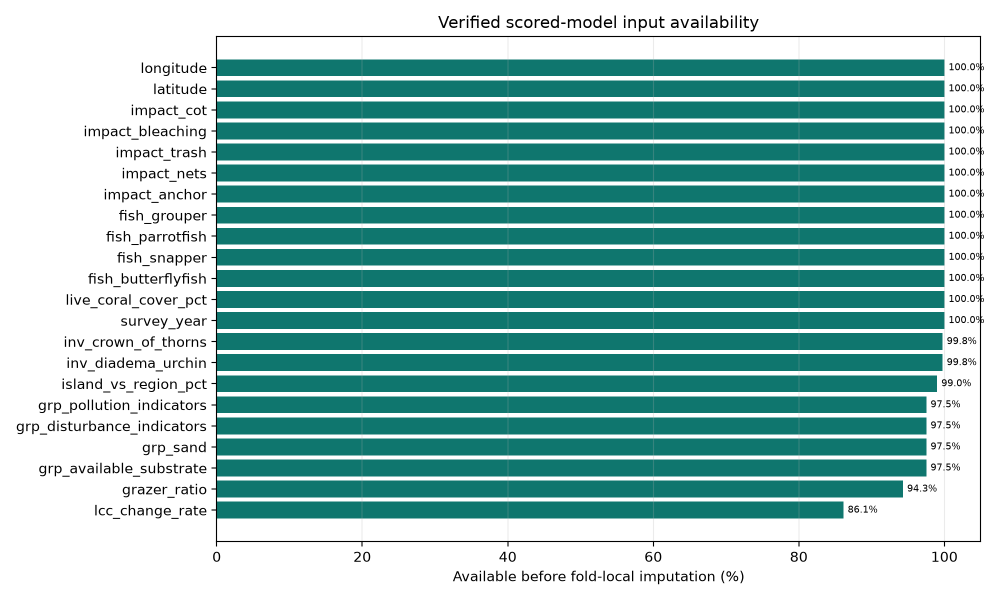 Verified scored-model input availability
longitude 100.0%
latitude 100.0%
impact_cot 100.0%
impact_bleaching 100.0%
impact_trash 100.0%
impact_nets 100.0%
impact_anchor 100.0%
fish_grouper 100.0%
fish_parrotfish 100.0%
fish_snapper 100.0%
fish_butterflyfish 100.0%
live_coral_cover_pct 100.0%
survey_year 100.0%
inv_crown_of_thorns 99.8%
inv_diadema_urchin 99.8%
island_vs_region_pct 99.0%
grp_pollution_indicators 97.5%
grp_disturbance_indicators 97.5%
grp_sand 97.5%
grp_available_substrate 97.5%
grazer_ratio 94.3%
lcc_change_rate 86.1%
0 20 40 60 80 100
Available before fold-local imputation (%)